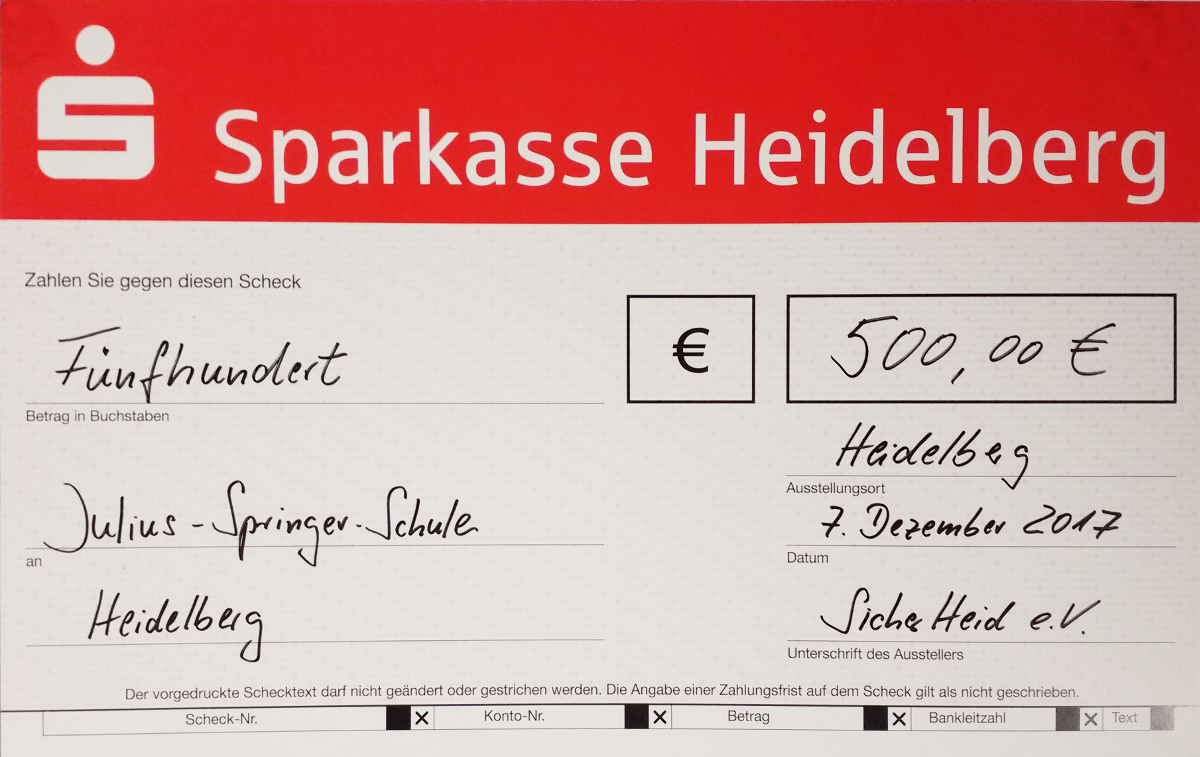 Sparkasse Heidelberg
Zahlen Sie gegen diesen Scheck
Fünfhundert
€
500,00 €
Betrag in Buchstaben
Heidelberg
Ausstellungsort
Julius-Springer-Schule
7. Dezember 2017
an
Datum
Heidelberg
SicherHeid e.V.
Unterschrift des Ausstellers
Der vorgedruckte Schecktext darf nicht geändert oder gestrichen werden. Die Angabe einer Zahlungsfrist auf dem Scheck gilt als nicht geschrieben.
Scheck-Nr. X Konto-Nr. X Betrag X Bankleitzahl X Text